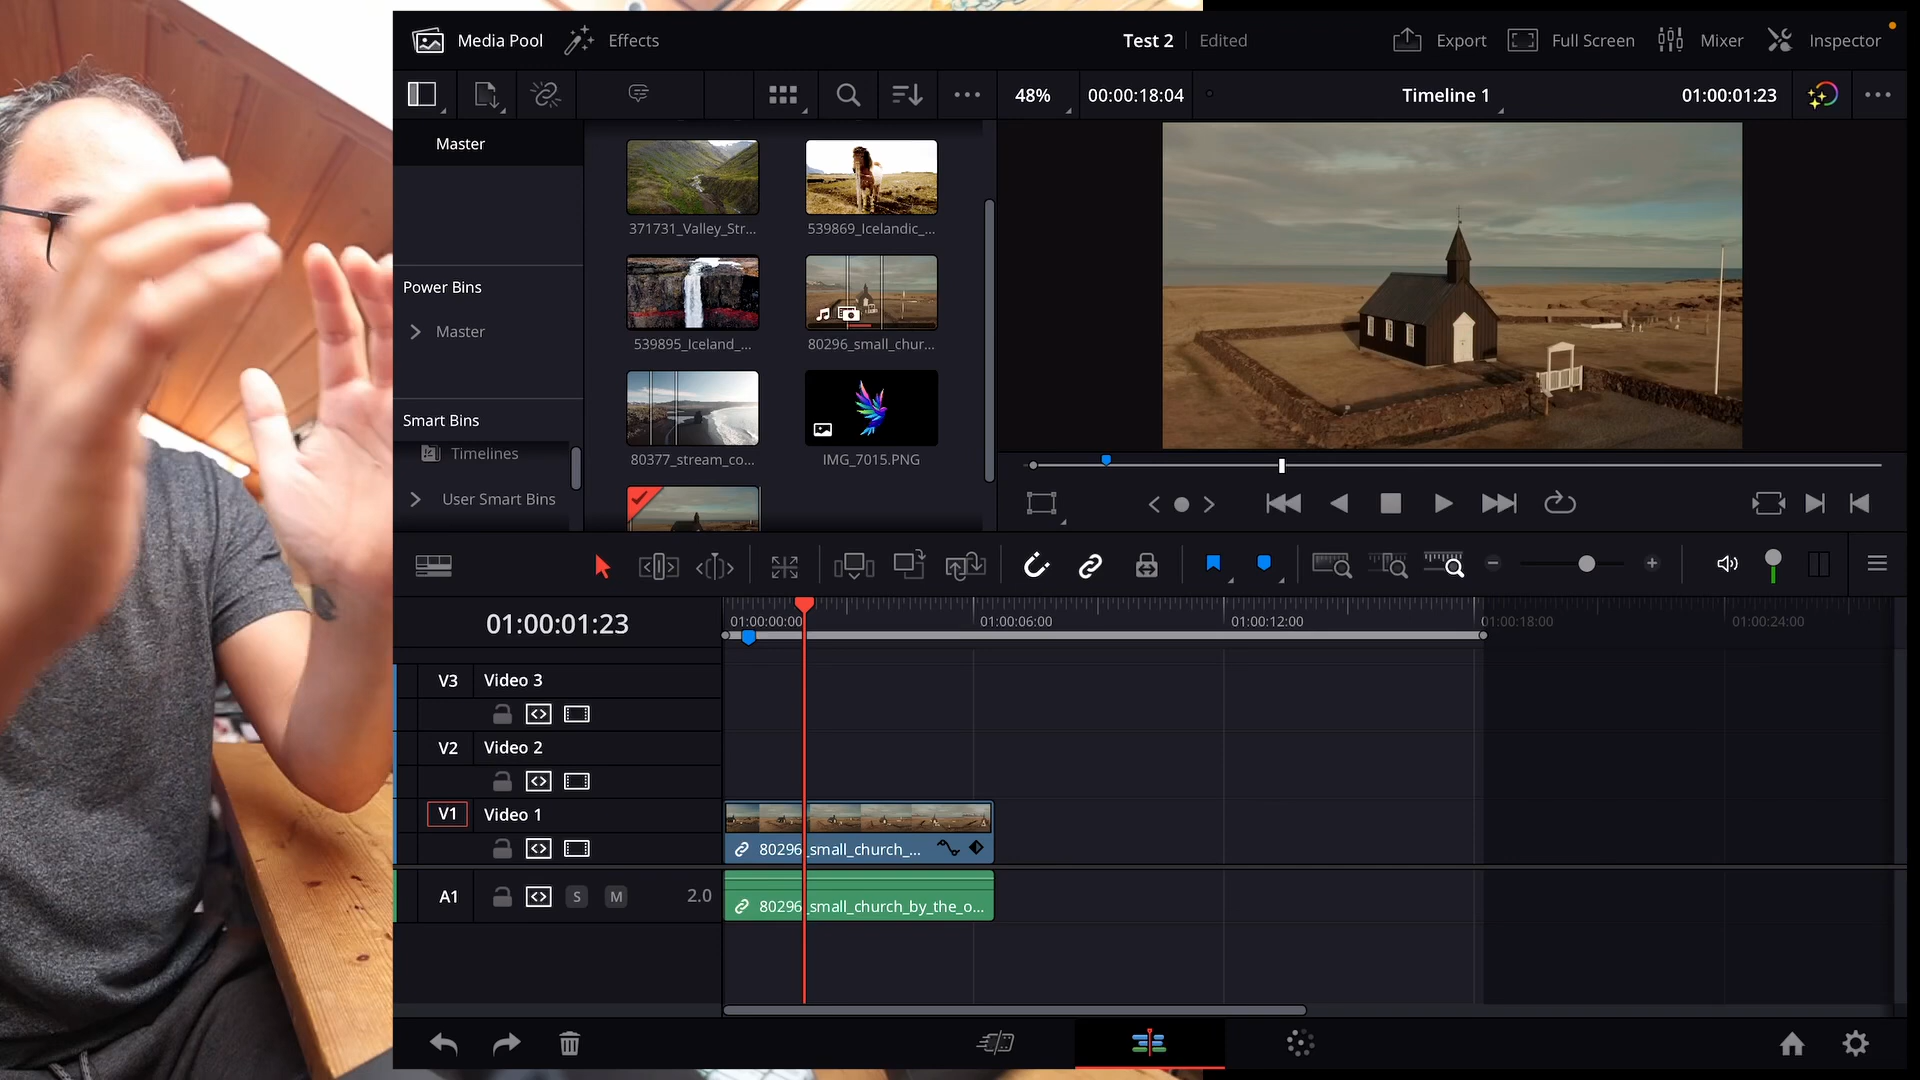 Media Pool
Effects
Test 2
Edited
Export
Full Screen
Mixer
Inspector
48%
00:00:18:04
Timeline 1
01:00:01:23
Master
Power Bins
Master
Smart Bins
Timelines
User Smart Bins
371731_Valley_Str...
539869_Icelandic_...
539895_Iceland_...
80296_small_chur...
80377_stream_co...
IMG_7015.PNG
01:00:01:23
01:00:00:00
01:00:06:00
01:00:12:00
01:00:18:00
01:00:24:00
V3 Video 3
V2 Video 2
V1 Video 1
80296_small_church_...
A1 S M 2.0
80296_small_church_by_the_o...